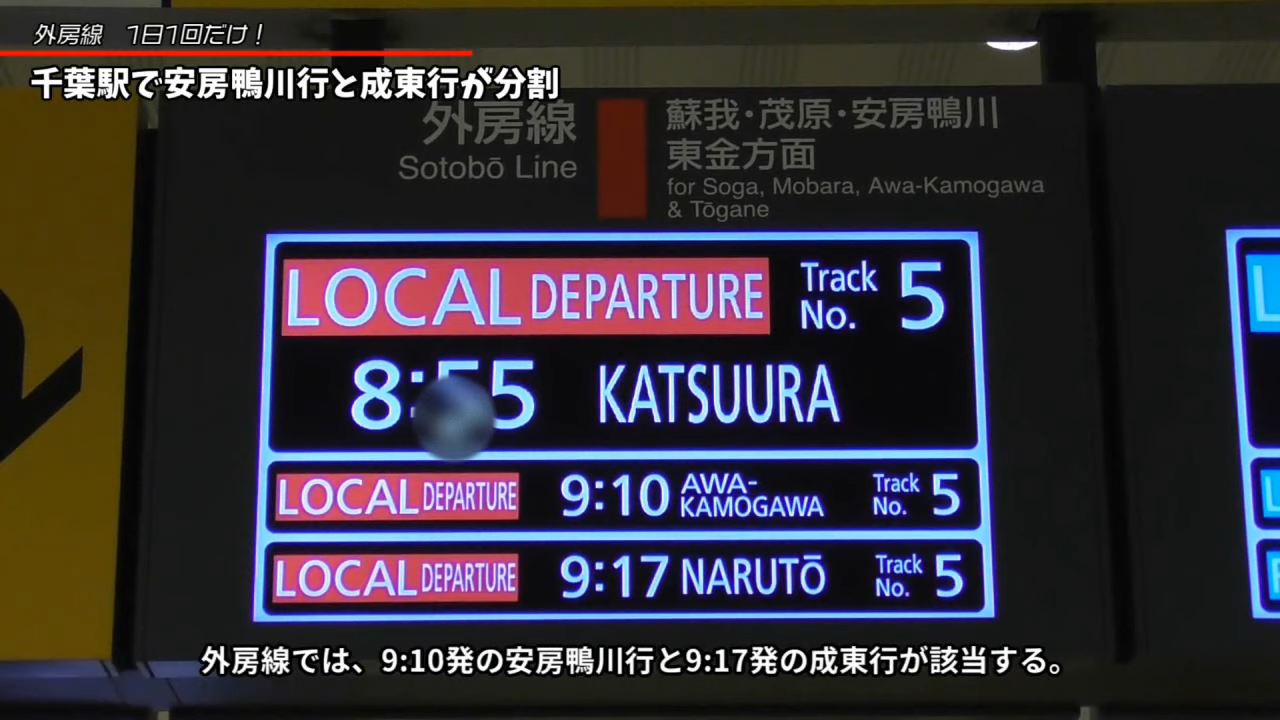 外房線　1日1回だけ！
千葉駅で安房鴨川行と成東行が分割
外房線
Sotobō Line
蘇我・茂原・安房鴨川
東金方面
for Soga, Mobara, Awa-Kamogawa
& Tōgane
LOCAL DEPARTURE Track No. 5
8:55 KATSUURA
LOCAL DEPARTURE 9:10 AWA-KAMOGAWA Track No. 5
LOCAL DEPARTURE 9:17 NARUTŌ Track No. 5
外房線では、9:10発の安房鴨川行と9:17発の成東行が該当する。